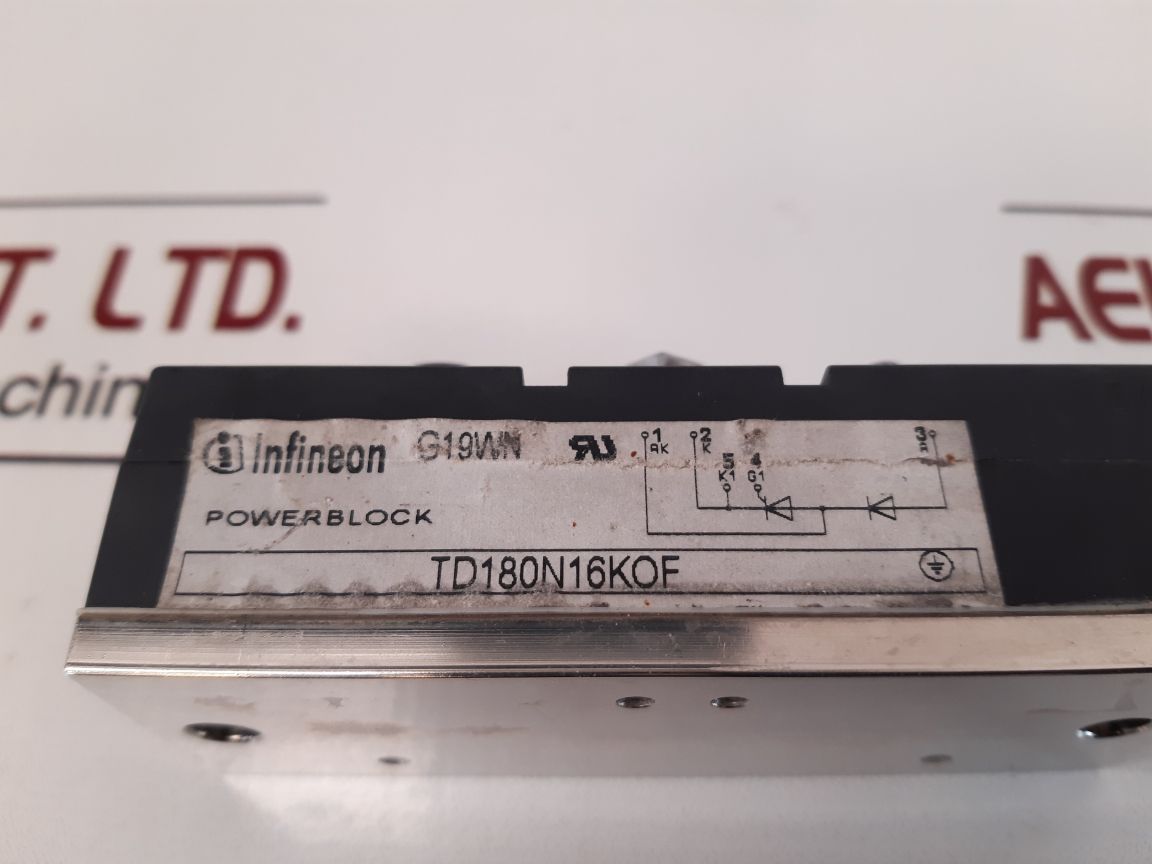 T. LTD.
chin
AE
Infineon G19WN
1 2 3
AK K A
5 4
K1 G1
POWERBLOCK
TD180N16KOF